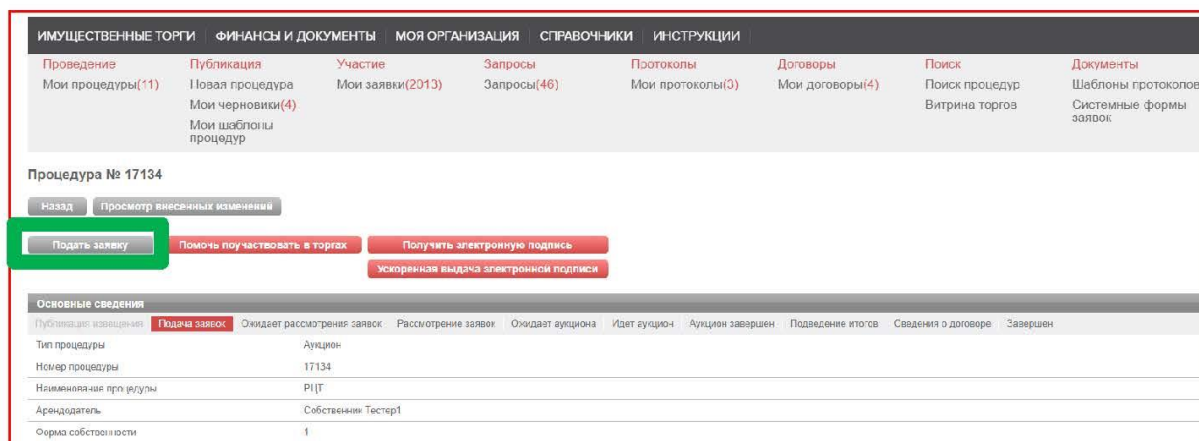 ИМУЩЕСТВЕННЫЕ ТОРГИ ФИНАНСЫ И ДОКУМЕНТЫ МОЯ ОРГАНИЗАЦИЯ СПРАВОЧНИКИ ИНСТРУКЦИИ
Проведение Публикация Участие Запросы Протоколы Договоры Поиск Документы
Мои процедуры(11) Новая процедура Мои заявки(2013) Запросы(46) Мои протоколы(3) Мои договоры(4) Поиск процедур Шаблоны протоколов
Мои черновики(4) Витрина торгов Системные формы
заявок
Мои шаблоны
процедур
Процедура № 17134
Назад Просмотр внесенных изменений
Подать заявку Помочь поучаствовать в торгах Получить электронную подпись
Ускоренная выдача электронной подписи
Основные сведения
Публикация извещения Подача заявок Ожидает рассмотрения заявок Рассмотрение заявок Ожидает аукциона Идет аукцион Аукцион завершен Подведение итогов Сведения о договоре Завершен
Тип процедуры Аукцион
Номер процедуры 17134
Наименование процедуры
Арендодатель Собственник Тестер1
Форма собственности 1